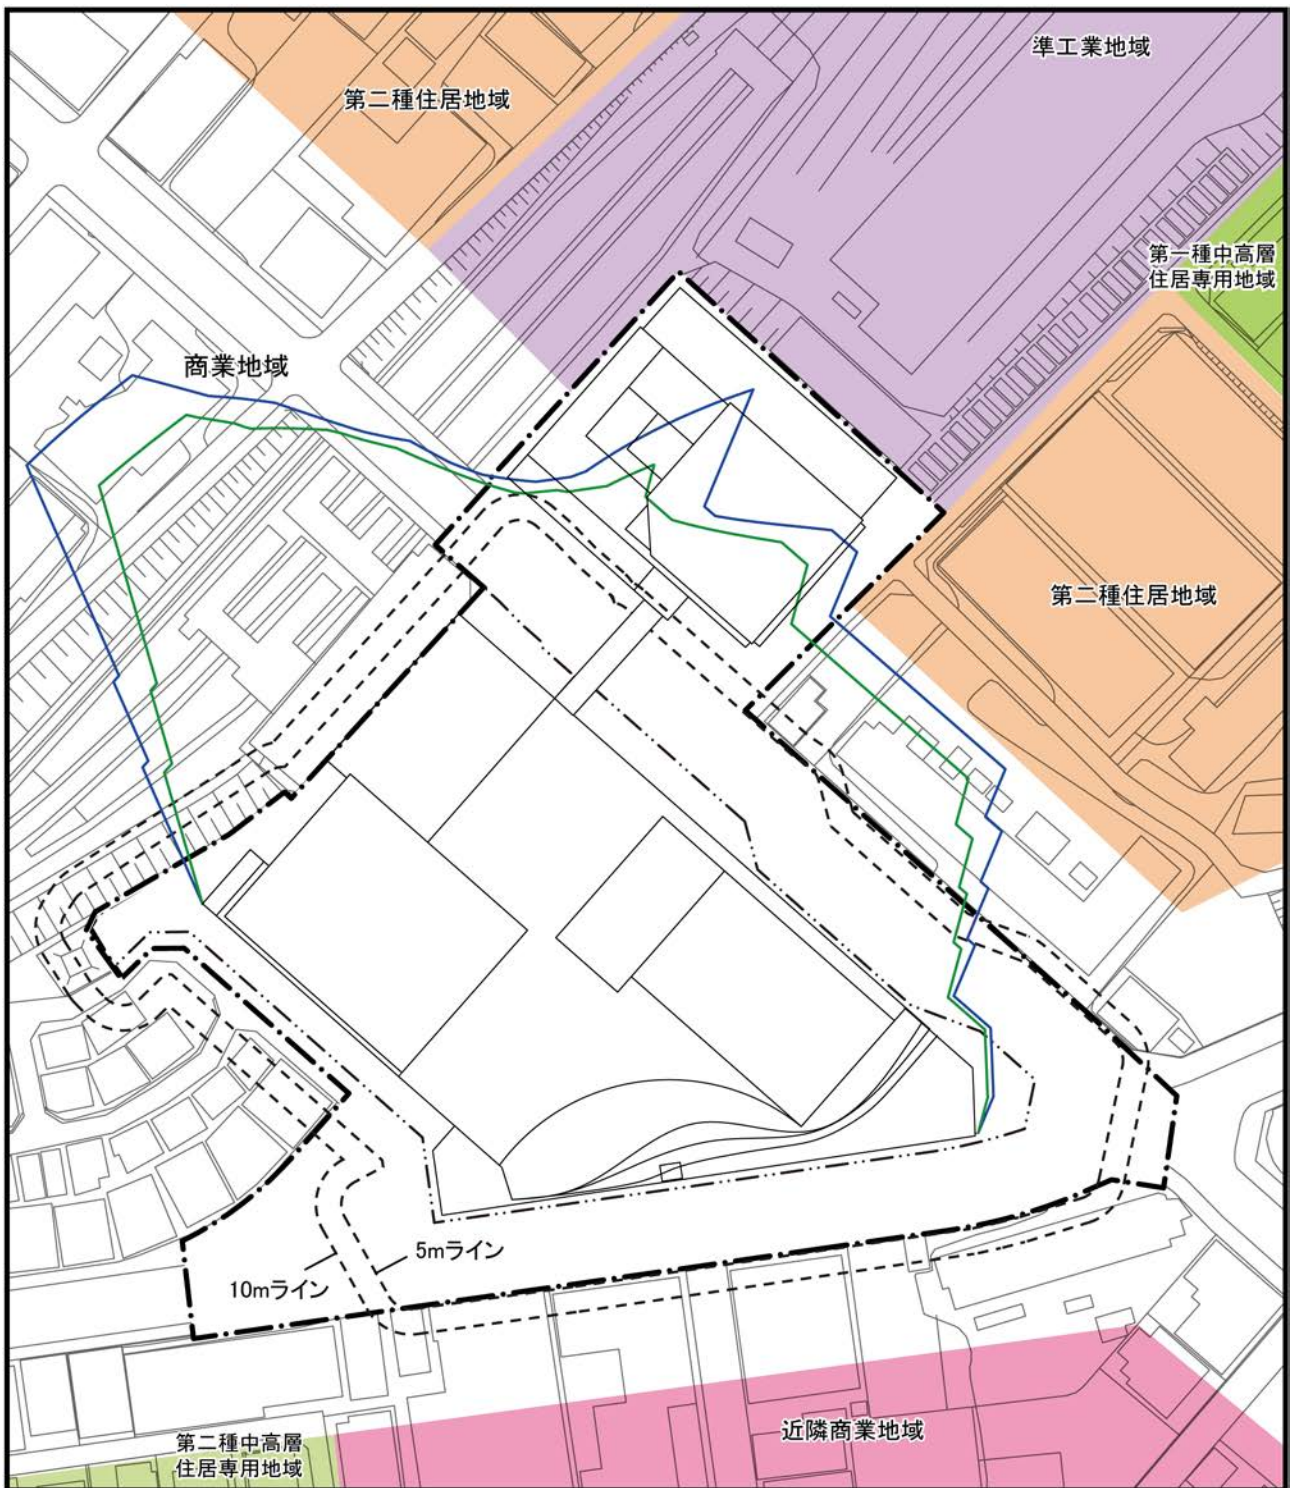 準工業地域
第二種住居地域
第一種中高層
住居専用地域
商業地域
第二種住居地域
5mライン
10mライン
近隣商業地域
第二種中高層
住居専用地域